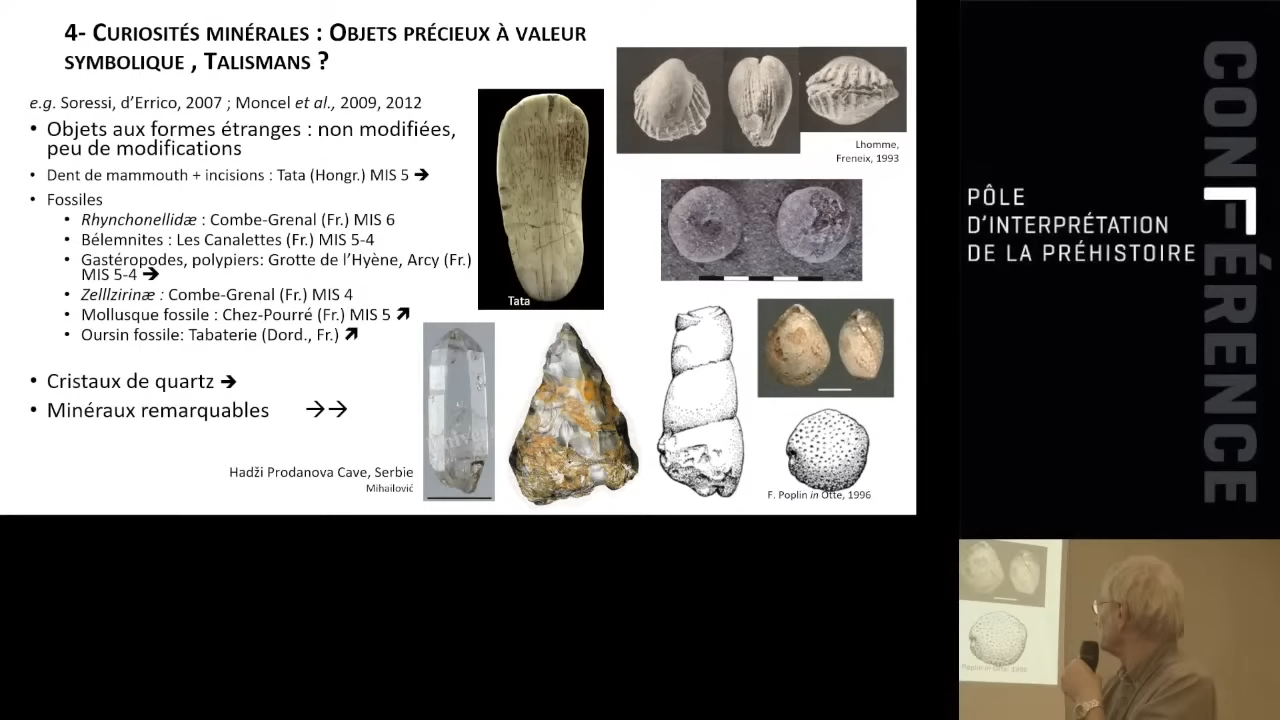 4- CURIOSITÉS MINÉRALES : OBJETS PRÉCIEUX À VALEUR
SYMBOLIQUE , TALISMANS ?
e.g. Soressi, d’Errico, 2007 ; Moncel et al., 2009, 2012
• Objets aux formes étranges : non modifiées,
peu de modifications
• Dent de mammouth + incisions : Tata (Hongr.) MIS 5 ➔
• Fossiles
• Rhynchonellidæ : Combe-Grenal (Fr.) MIS 6
• Bélemnites : Les Canalettes (Fr.) MIS 5-4
• Gastéropodes, polypiers: Grotte de l’Hyène, Arcy (Fr.)
MIS 5-4 ➔
• Zelllzirinæ : Combe-Grenal (Fr.) MIS 4
• Mollusque fossile : Chez-Pourré (Fr.) MIS 5 ⬈
• Oursin fossile: Tabaterie (Dord., Fr.) ⬈
• Cristaux de quartz ➔
• Minéraux remarquables →→
Hadži Prodanova Cave, Serbie
Mihailović
Tata
Lhomme,
Freneix, 1993
F. Poplin in Otte, 1996
PÔLE
D’INTERPRÉTATION
DE LA PRÉHISTOIRE
CONFÉRENCE